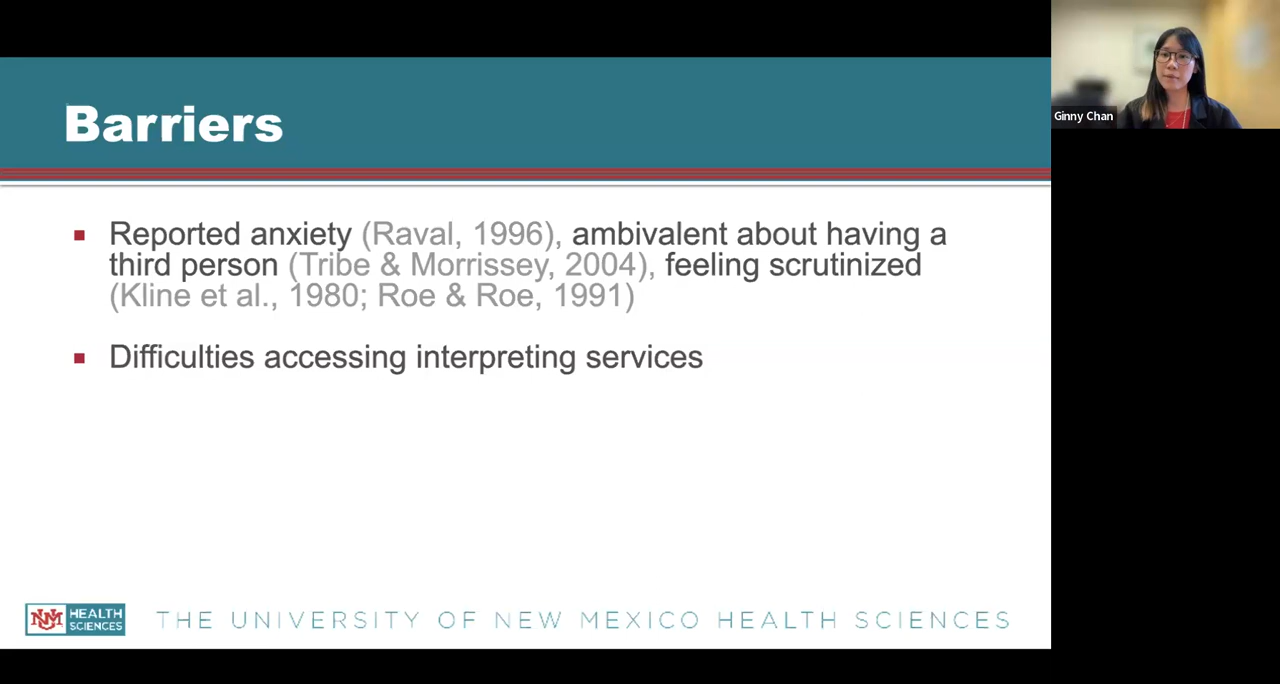 Barriers
Ginny Chan
▪ Reported anxiety (Raval, 1996), ambivalent about having a
third person (Tribe & Morrissey, 2004), feeling scrutinized
(Kline et al., 1980; Roe & Roe, 1991)
▪ Difficulties accessing interpreting services
UNM HEALTH
SCIENCES
THE UNIVERSITY OF NEW MEXICO HEALTH SCIENCES